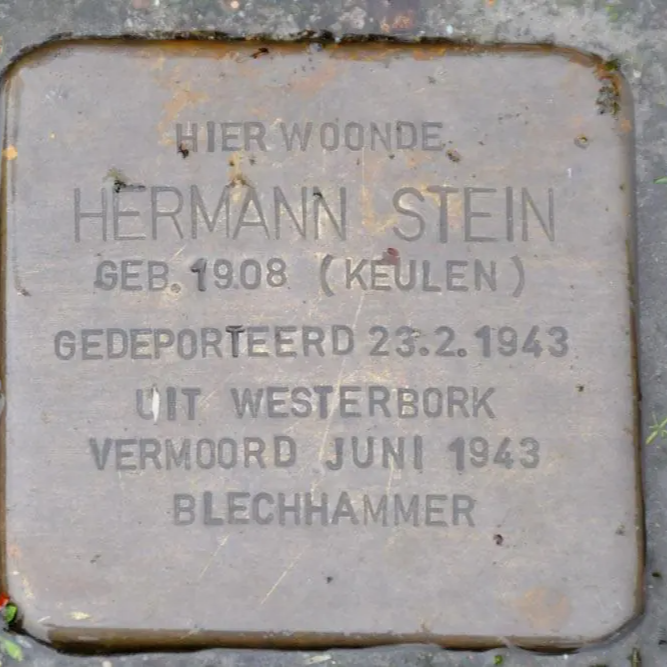 HIER WOONDE
HERMANN STEIN
GEB. 1908 (KEULEN)
GEDEPORTEERD 23.2.1943
UIT WESTERBORK
VERMOORD JUNI 1943
BLECHHAMMER